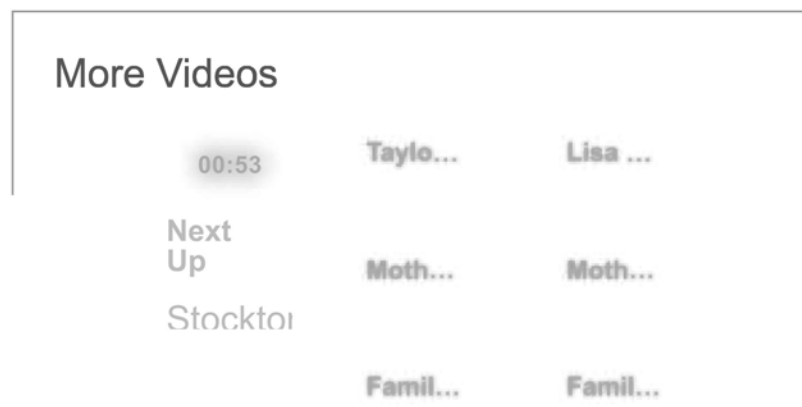 More Videos
00:53
Taylo...
Lisa ...
Next
Up
Moth...
Moth...
Stockto
Famil...
Famil...